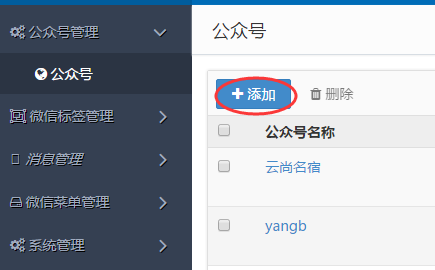 公众号管理
公众号
微信标签管理
消息管理
微信菜单管理
系统管理
公众号
添加 删除
公众号名称
云尚名宿
yangb